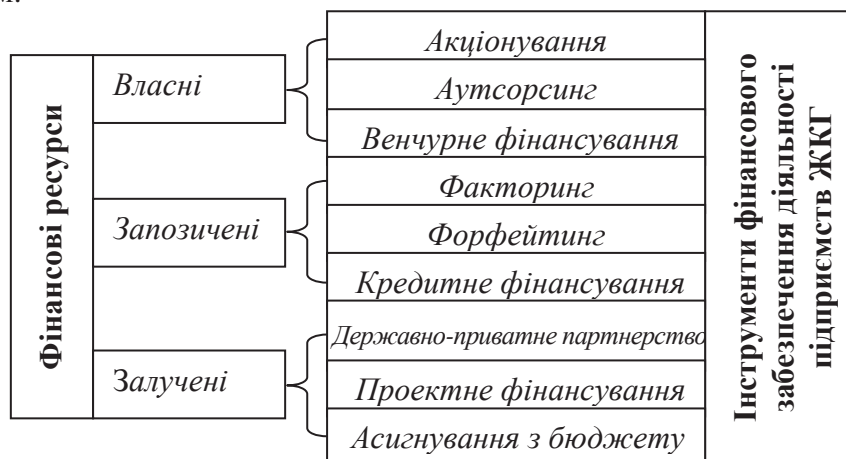 Фінансові ресурси
Власні
Запозичені
Залучені
Акціонування
Аутсорсинг
Венчурне фінансування
Факторинг
Форфейтинг
Кредитне фінансування
Державно-приватне партнерство
Проектне фінансування
Асигнування з бюджету
Інструменти фінансового
забезпечення діяльності
підприємств ЖКГ